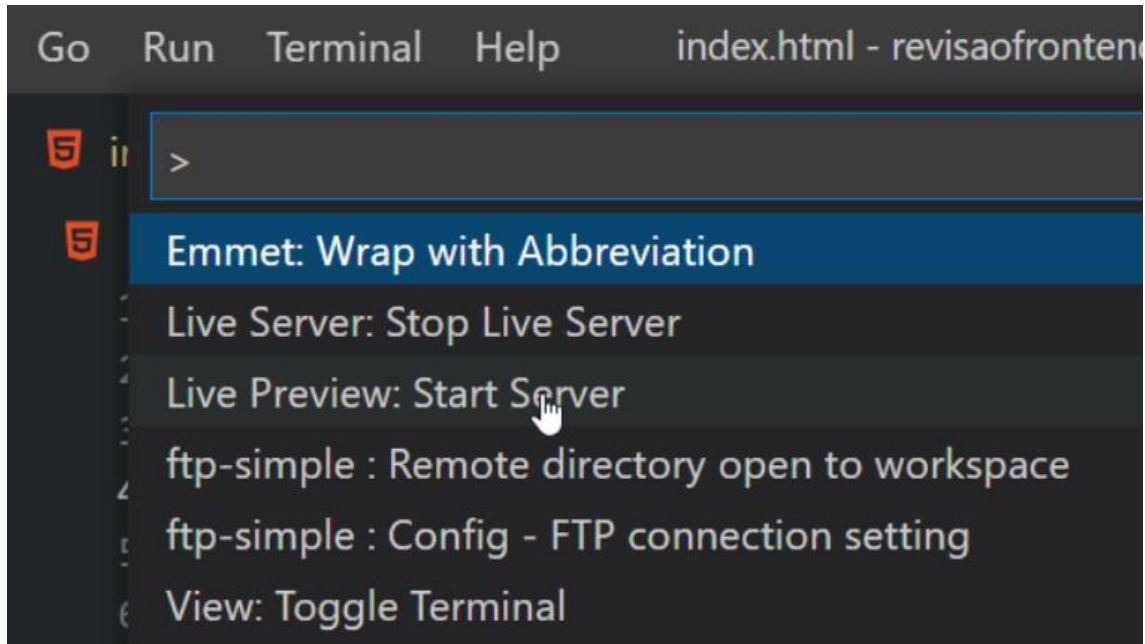 Go Run Terminal Help index.html - revisaofronten
>
Emmet: Wrap with Abbreviation
Live Server: Stop Live Server
Live Preview: Start Server
ftp-simple : Remote directory open to workspace
ftp-simple : Config - FTP connection setting
View: Toggle Terminal